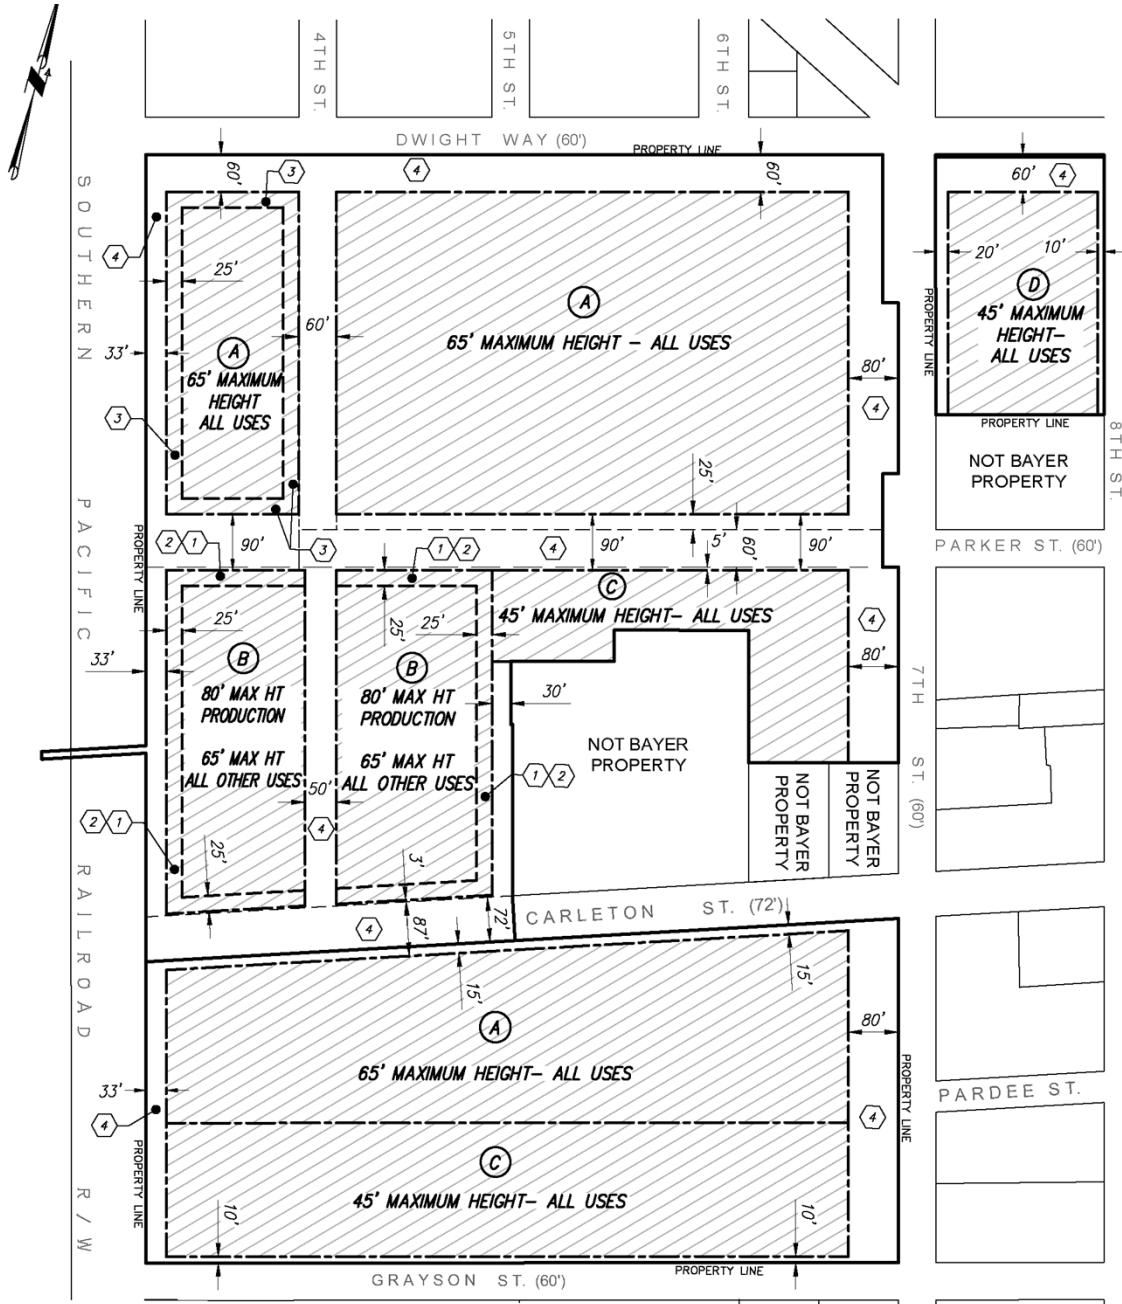 4TH ST.
5TH ST.
6TH ST.
DWIGHT WAY (60')
PROPERTY LINE
60'
3
4
60'
60'
4
SOUTHERN PACIFIC RAILROAD R/W
4
25'
60'
33'
A
65' MAXIMUM
HEIGHT
ALL USES
A
65' MAXIMUM HEIGHT - ALL USES
80'
4
PROPERTY LINE
20'
10'
D
45' MAXIMUM
HEIGHT-
ALL USES
PROPERTY LINE
8TH ST.
NOT BAYER
PROPERTY
3
25'
PROPERTY LINE
2
1
90'
3
1
2
4
90'
5'
60'
90'
PARKER ST. (60')
C
45' MAXIMUM HEIGHT- ALL USES
4
80'
25'
25'
25'
33'
B
80' MAX HT
PRODUCTION
65' MAX HT
ALL OTHER USES
B
80' MAX HT
PRODUCTION
65' MAX HT
ALL OTHER USES
30'
NOT BAYER
PROPERTY
7TH ST. (60')
50'
1
2
NOT BAYER
PROPERTY
NOT BAYER
PROPERTY
2
1
4
25'
3'
4
87'
72'
CARLETON ST. (72')
15'
15'
A
65' MAXIMUM HEIGHT- ALL USES
80'
33'
4
4
PROPERTY LINE
PARDEE ST.
PROPERTY LINE
C
45' MAXIMUM HEIGHT- ALL USES
10'
10'
GRAYSON ST. (60')
PROPERTY LINE